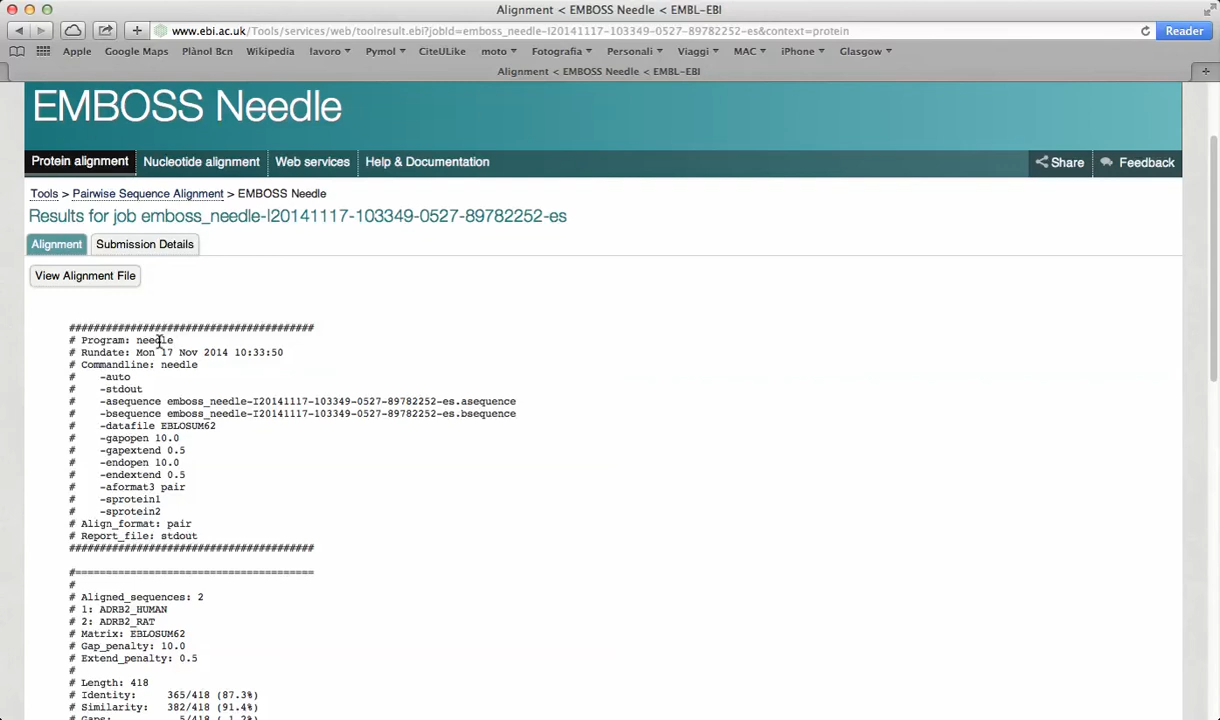 Alignment < EMBOSS Needle < EMBL-EBI
www.ebi.ac.uk/Tools/services/web/toolresult.ebi?jobId=emboss_needle-I20141117-103349-0527-89782252-es&context=protein
Reader
Apple Google Maps Plànol Bcn Wikipedia lavoro Pymol CiteULike moto Fotografia Personali Viaggi MAC iPhone Glasgow
Alignment < EMBOSS Needle < EMBL-EBI
EMBOSS Needle
Protein alignment Nucleotide alignment Web services Help & Documentation Share Feedback
Tools > Pairwise Sequence Alignment > EMBOSS Needle
Results for job emboss_needle-I20141117-103349-0527-89782252-es
Alignment Submission Details
View Alignment File
########################################
# Program: needle
# Rundate: Mon 17 Nov 2014 10:33:50
# Commandline: needle
# -auto
# -stdout
# -asequence emboss_needle-I20141117-103349-0527-89782252-es.asequence
# -bsequence emboss_needle-I20141117-103349-0527-89782252-es.bsequence
# -datafile EBLOSUM62
# -gapopen 10.0
# -gapextend 0.5
# -endopen 10.0
# -endextend 0.5
# -aformat3 pair
# -sprotein1
# -sprotein2
# Align_format: pair
# Report_file: stdout
########################################
#=======================================
#
# Aligned_sequences: 2
# 1: ADRB2_HUMAN
# 2: ADRB2_RAT
# Matrix: EBLOSUM62
# Gap_penalty: 10.0
# Extend_penalty: 0.5
#
# Length: 418
# Identity: 365/418 (87.3%)
# Similarity: 382/418 (91.4%)
# Gaps: 5/418 ( 1.2%)